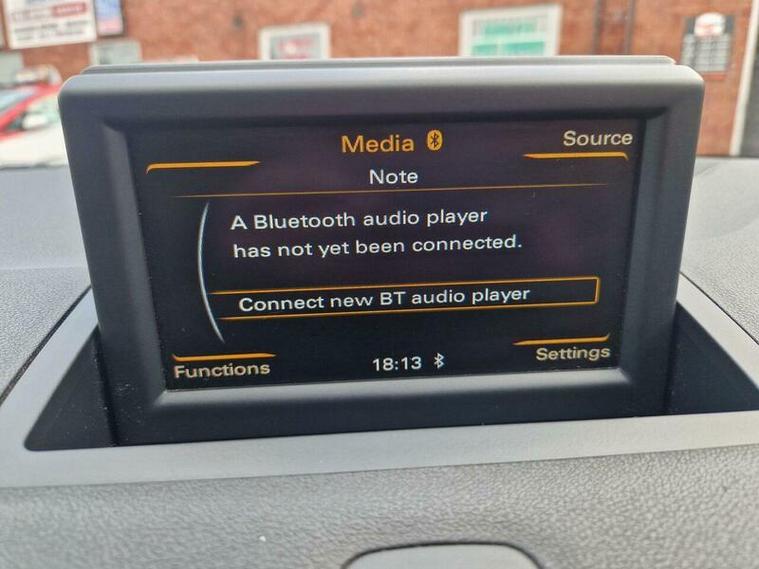 Media
Source
Note
A Bluetooth audio player
has not yet been connected.
Connect new BT audio player
Functions
18:13
Settings